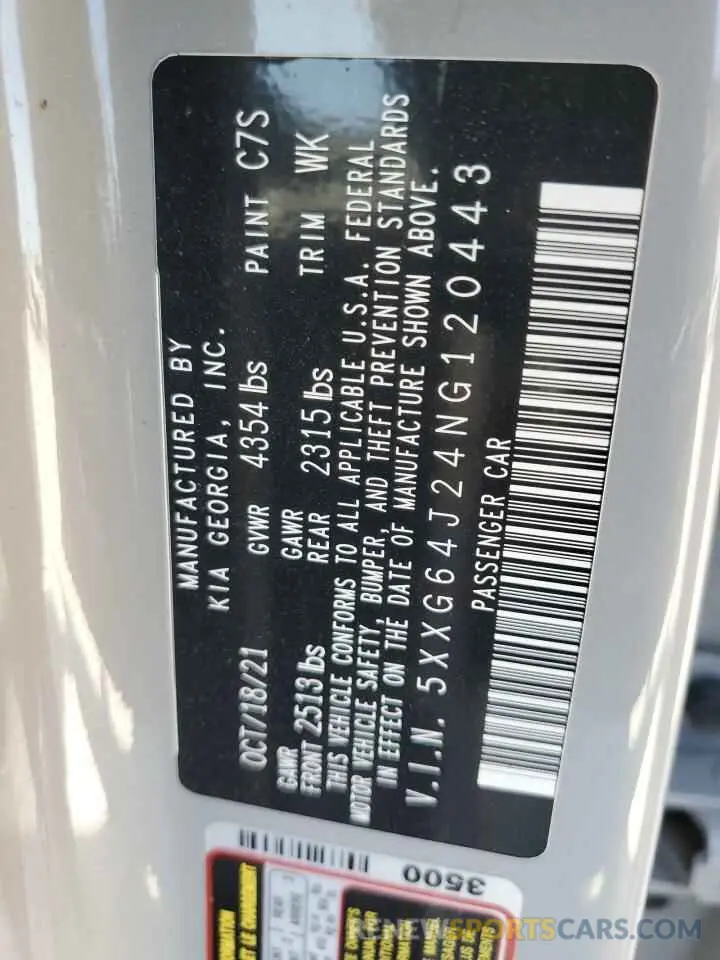 MANUFACTURED BY
KIA GEORGIA, INC.
OCT/18/21 GVWR 4354 lbs PAINT C7S
GAWR GAWR
FRONT 2513 lbs REAR 2315 lbs TRIM WK
THIS VEHICLE CONFORMS TO ALL APPLICABLE U.S.A. FEDERAL
MOTOR VEHICLE SAFETY, BUMPER, AND THEFT PREVENTION STANDARDS
IN EFFECT ON THE DATE OF MANUFACTURE SHOWN ABOVE.
V.I.N. 5XXG64J24NG120443
PASSENGER CAR
3500
RENEWSPORTSCARS.COM